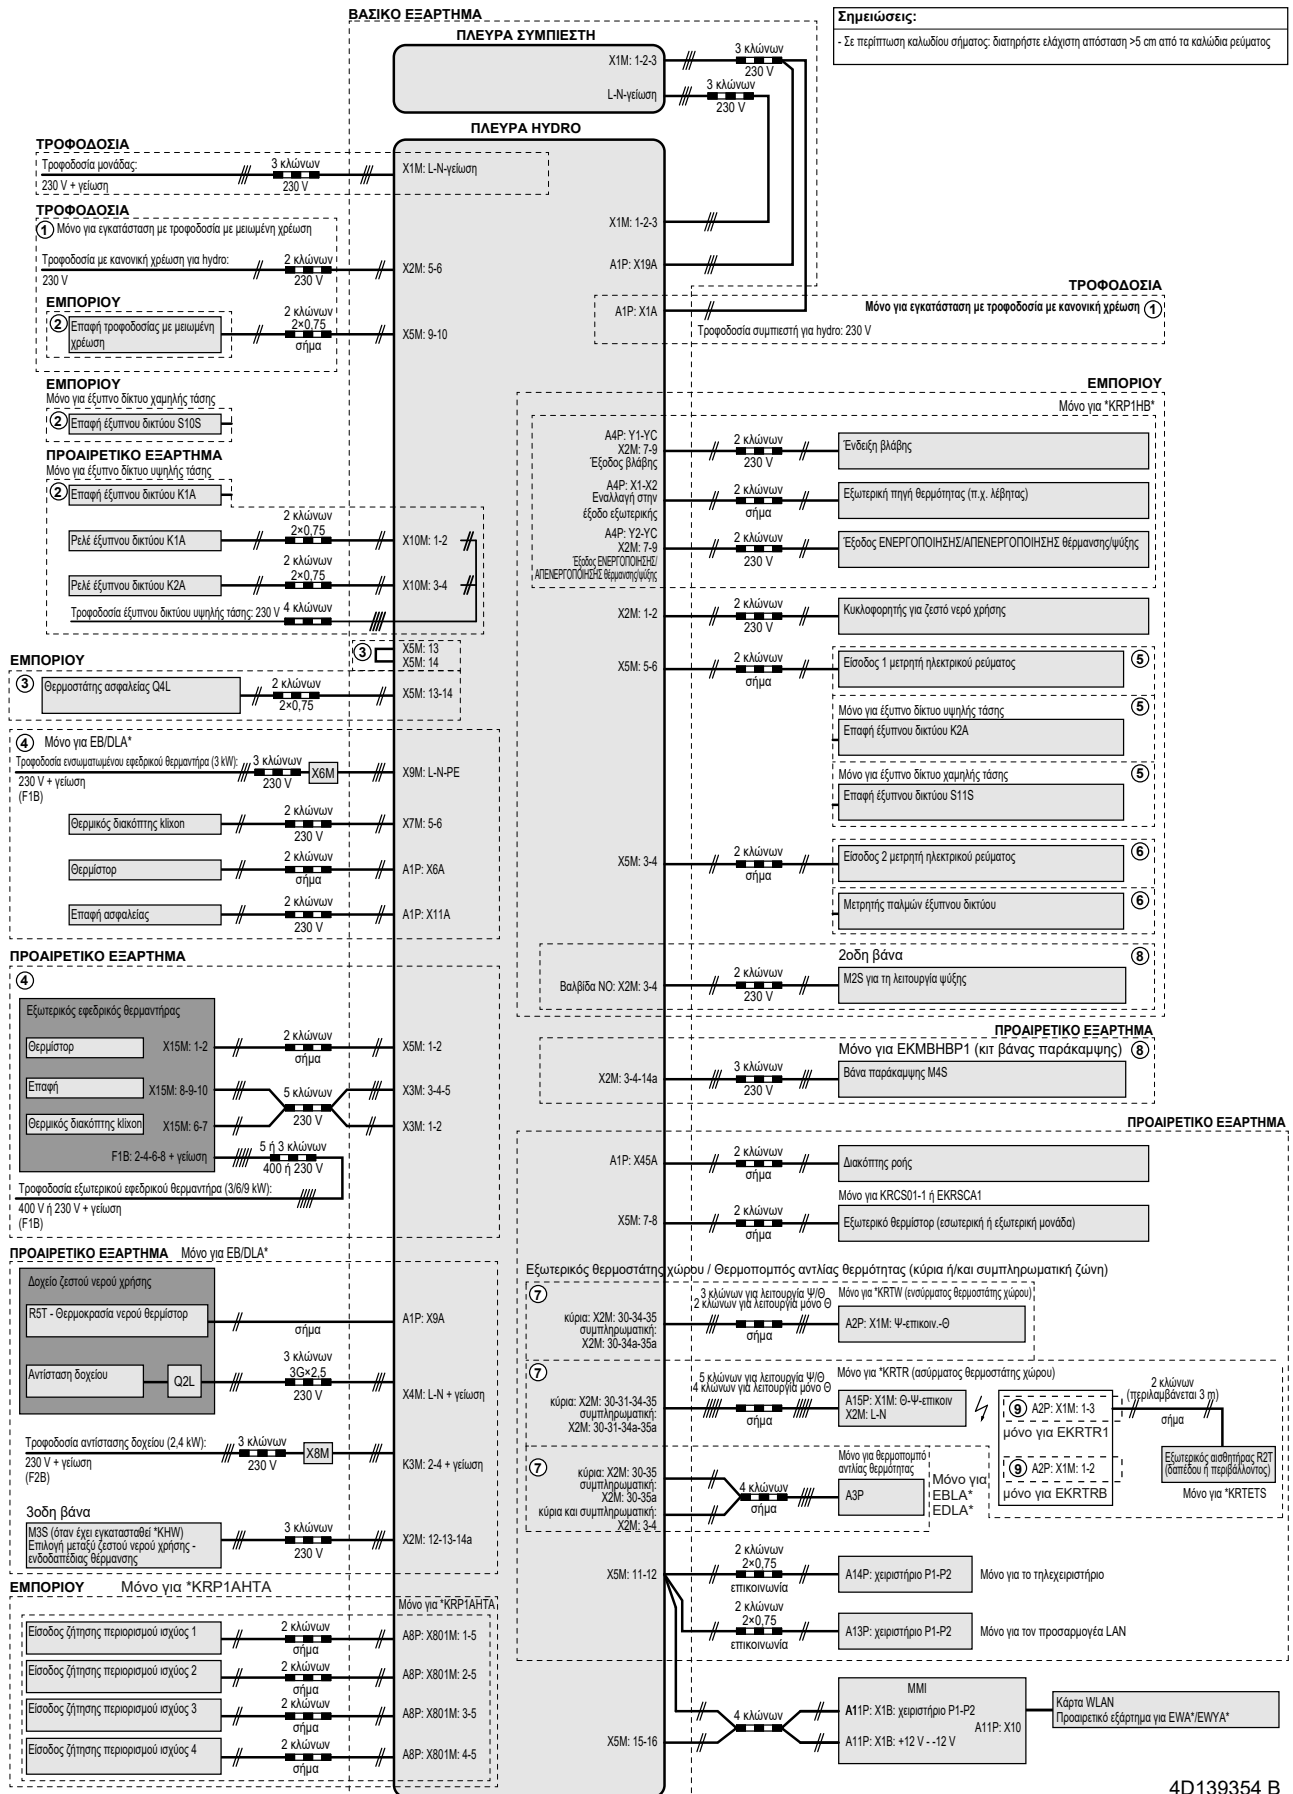 ΒΑΣΙΚΟ ΕΞΑΡΤΗΜΑ
ΠΛΕΥΡΑ ΣΥΜΠΙΕΣΤΗ
X1M: 1-2-3
3 κλώνων
230 V
L-N-γείωση
3 κλώνων
230 V
Σημειώσεις:
- Σε περίπτωση καλωδίου σήματος: διατηρήστε ελάχιστη απόσταση >5 cm από τα καλώδια ρεύματος
ΠΛΕΥΡΑ HYDRO
ΤΡΟΦΟΔΟΣΙΑ
Τροφοδοσία μονάδας:
230 V + γείωση
3 κλώνων
230 V
X1M: L-N-γείωση
ΤΡΟΦΟΔΟΣΙΑ
1 Μόνο για εγκατάσταση με τροφοδοσία με μειωμένη χρέωση
Τροφοδοσία με κανονική χρέωση για hydro:
230 V
2 κλώνων
230 V
X2M: 5-6
ΕΜΠΟΡΙΟΥ
2 Επαφή τροφοδοσίας με μειωμένη
χρέωση
2 κλώνων
2×0,75
σήμα
X5M: 9-10
X1M: 1-2-3
A1P: X19A
ΤΡΟΦΟΔΟΣΙΑ
A1P: X1A
Μόνο για εγκατάσταση με τροφοδοσία με κανονική χρέωση 1
Τροφοδοσία συμπιεστή για hydro: 230 V
ΕΜΠΟΡΙΟΥ
Μόνο για έξυπνο δίκτυο χαμηλής τάσης
2 Επαφή έξυπνου δικτύου S10S
ΠΡΟΑΙΡΕΤΙΚΟ ΕΞΑΡΤΗΜΑ
Μόνο για έξυπνο δίκτυο υψηλής τάσης
2 Επαφή έξυπνου δικτύου K1A
Ρελέ έξυπνου δικτύου K1A
2 κλώνων
2×0,75
X10M: 1-2
Ρελέ έξυπνου δικτύου K2A
2 κλώνων
2×0,75
X10M: 3-4
Τροφοδοσία έξυπνου δικτύου υψηλής τάσης: 230 V
4 κλώνων
3
X5M: 13
X5M: 14
ΕΜΠΟΡΙΟΥ
3 Θερμοστάτης ασφαλείας Q4L
2 κλώνων
2×0,75
X5M: 13-14
4 Μόνο για EB/DLA*
Τροφοδοσία ενσωματωμένου εφεδρικού θερμαντήρα (3 kW):
230 V + γείωση
(F1B)
3 κλώνων
230 V
X6M
X9M: L-N-PE
Θερμικός διακόπτης klixon
2 κλώνων
230 V
X7M: 5-6
Θερμίστορ
2 κλώνων
σήμα
A1P: X6A
Επαφή ασφαλείας
2 κλώνων
230 V
A1P: X11A
ΠΡΟΑΙΡΕΤΙΚΟ ΕΞΑΡΤΗΜΑ
4
Εξωτερικός εφεδρικός θερμαντήρας
Θερμίστορ
X15M: 1-2
2 κλώνων
σήμα
X5M: 1-2
Επαφή
X15M: 8-9-10
5 κλώνων
230 V
X3M: 3-4-5
Θερμικός διακόπτης klixon
X15M: 6-7
X3M: 1-2
F1B: 2-4-6-8 + γείωση
5 ή 3 κλώνων
400 ή 230 V
Τροφοδοσία εξωτερικού εφεδρικού θερμαντήρα (3/6/9 kW):
400 V ή 230 V + γείωση
(F1B)
ΠΡΟΑΙΡΕΤΙΚΟ ΕΞΑΡΤΗΜΑ Μόνο για EB/DLA*
Δοχείο ζεστού νερού χρήσης
R5T - Θερμοκρασία νερού θερμίστορ
σήμα
A1P: X9A
Αντίσταση δοχείου
Q2L
3 κλώνων
3G×2,5
230 V
X4M: L-N + γείωση
Τροφοδοσία αντίστασης δοχείου (2,4 kW):
230 V + γείωση
(F2B)
3 κλώνων
230 V
X8M
K3M: 2-4 + γείωση
3οδη βάνα
M3S (όταν έχει εγκατασταθεί *KHW)
Επιλογή μεταξύ ζεστού νερού χρήσης -
ενδοδαπέδιας θέρμανσης
3 κλώνων
230 V
X2M: 12-13-14a
ΕΜΠΟΡΙΟΥ Μόνο για *KRP1AHTA
Μόνο για *KRP1AHTA
Είσοδος ζήτησης περιορισμού ισχύος 1
2 κλώνων
σήμα
A8P: X801M: 1-5
Είσοδος ζήτησης περιορισμού ισχύος 2
2 κλώνων
σήμα
A8P: X801M: 2-5
Είσοδος ζήτησης περιορισμού ισχύος 3
2 κλώνων
σήμα
A8P: X801M: 3-5
Είσοδος ζήτησης περιορισμού ισχύος 4
2 κλώνων
σήμα
A8P: X801M: 4-5
ΕΜΠΟΡΙΟΥ
Μόνο για *KRP1HB*
A4P: Y1-YC
X2M: 7-9
Έξοδος βλάβης
2 κλώνων
230 V
Ένδειξη βλάβης
A4P: X1-X2
Εναλλαγή στην
έξοδο εξωτερικής
2 κλώνων
σήμα
Εξωτερική πηγή θερμότητας (π.χ. λέβητας)
A4P: Y2-YC
X2M: 7-9
Έξοδος ΕΝΕΡΓΟΠΟΙΗΣΗΣ/
ΑΠΕΝΕΡΓΟΠΟΙΗΣΗΣ θέρμανσης/ψύξης
2 κλώνων
230 V
Έξοδος ΕΝΕΡΓΟΠΟΙΗΣΗΣ/ΑΠΕΝΕΡΓΟΠΟΙΗΣΗΣ θέρμανσης/ψύξης
X2M: 1-2
2 κλώνων
230 V
Κυκλοφορητής για ζεστό νερό χρήσης
X5M: 5-6
2 κλώνων
σήμα
Είσοδος 1 μετρητή ηλεκτρικού ρεύματος
5
Μόνο για έξυπνο δίκτυο υψηλής τάσης
5
Επαφή έξυπνου δικτύου K2A
Μόνο για έξυπνο δίκτυο χαμηλής τάσης
5
Επαφή έξυπνου δικτύου S11S
X5M: 3-4
2 κλώνων
σήμα
Είσοδος 2 μετρητή ηλεκτρικού ρεύματος
6
Μετρητής παλμών έξυπνου δικτύου
6
2οδη βάνα
8
Βαλβίδα NO: X2M: 3-4
2 κλώνων
230 V
M2S για τη λειτουργία ψύξης
ΠΡΟΑΙΡΕΤΙΚΟ ΕΞΑΡΤΗΜΑ
Μόνο για EKMBHBP1 (κιτ βάνας παράκαμψης) 8
X2M: 3-4-14a
3 κλώνων
230 V
Βάνα παράκαμψης M4S
ΠΡΟΑΙΡΕΤΙΚΟ ΕΞΑΡΤΗΜΑ
A1P: X45A
2 κλώνων
σήμα
Διακόπτης ροής
Μόνο για KRCS01-1 ή EKRSCA1
X5M: 7-8
2 κλώνων
σήμα
Εξωτερικό θερμίστορ (εσωτερική ή εξωτερική μονάδα)
Εξωτερικός θερμοστάτης χώρου / Θερμοπομπός αντλίας θερμότητας (κύρια ή/και συμπληρωματική ζώνη)
7
κύρια: X2M: 30-34-35
συμπληρωματική:
X2M: 30-34a-35a
3 κλώνων για λειτουργία Ψ/Θ
2 κλώνων για λειτουργία μόνο Θ
σήμα
Μόνο για *KRTW (ενσύρματος θερμοστάτης χώρου)
A2P: X1M: Ψ-επικοιν.-Θ
7
κύρια: X2M: 30-31-34-35
συμπληρωματική:
X2M: 30-31-34a-35a
5 κλώνων για λειτουργία Ψ/Θ
4 κλώνων για λειτουργία μόνο Θ
σήμα
Μόνο για *KRTR (ασύρματος θερμοστάτης χώρου)
A15P: X1M: Θ-Ψ-επικοιν
X2M: L-N
9 A2P: X1M: 1-3
μόνο για EKRTR1
9 A2P: X1M: 1-2
μόνο για EKRTRB
2 κλώνων
(περιλαμβάνεται 3 m)
σήμα
Εξωτερικός αισθητήρας R2T
(δαπέδου ή περιβάλλοντος)
Μόνο για *KRTETS
7
κύρια: X2M: 30-35
συμπληρωματική:
X2M: 30-35a
κύρια και συμπληρωματική:
X2M: 3-4
4 κλώνων
σήμα
Μόνο για θερμοπομπό
αντλίας θερμότητας
A3P
Μόνο για
EBLA*
EDLA*
X5M: 11-12
2 κλώνων
2×0,75
επικοινωνία
A14P: χειριστήριο P1-P2
Μόνο για το τηλεχειριστήριο
2 κλώνων
2×0,75
επικοινωνία
A13P: χειριστήριο P1-P2
Μόνο για τον προσαρμογέα LAN
X5M: 15-16
4 κλώνων
MMI
A11P: X1B: χειριστήριο P1-P2
A11P: X10
A11P: X1B: +12 V - -12 V
Κάρτα WLAN
Προαιρετικό εξάρτημα για EWA*/EWYA*
4D139354 B